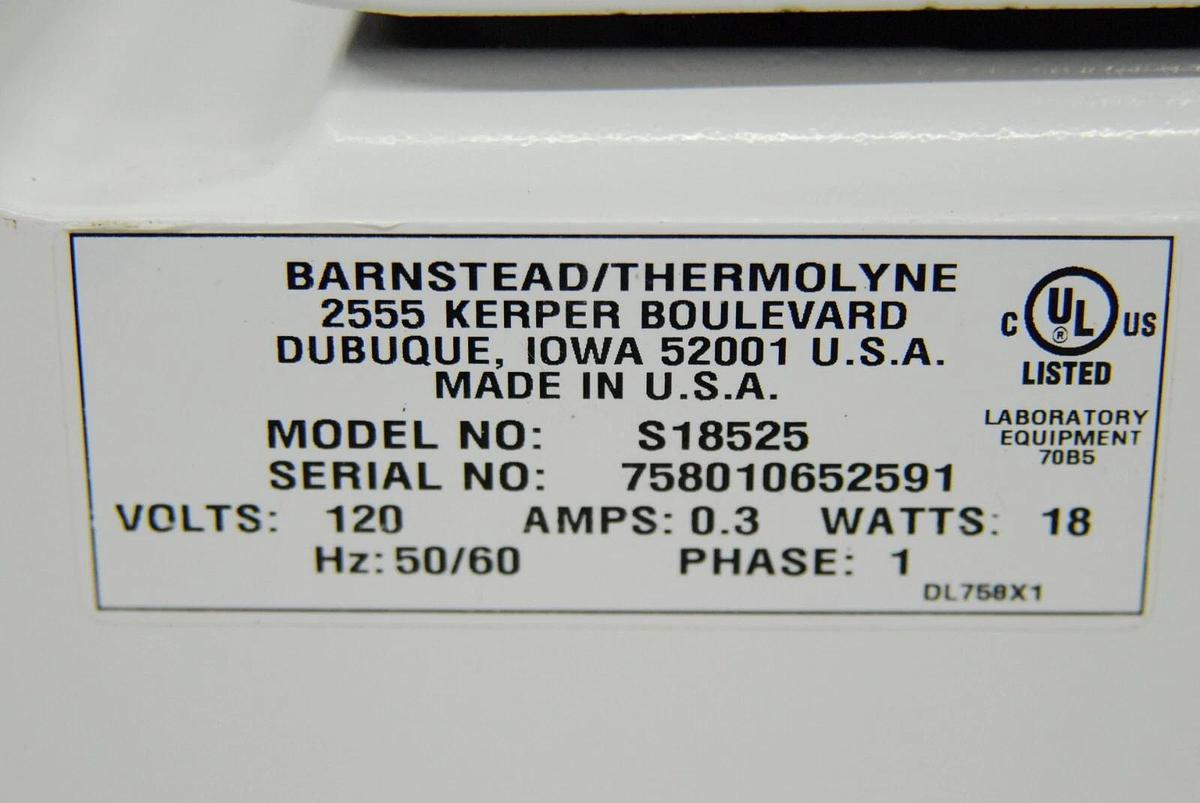 BARNSTEAD/THERMOLYNE
2555 KERPER BOULEVARD
DUBUQUE, IOWA 52001 U.S.A.
MADE IN U.S.A.
C UL ® US
LISTED
LABORATORY
EQUIPMENT
70B5
MODEL NO: S18525
SERIAL NO: 758010652591
VOLTS: 120 AMPS: 0.3 WATTS: 18
Hz: 50/60 PHASE: 1
DL758X1